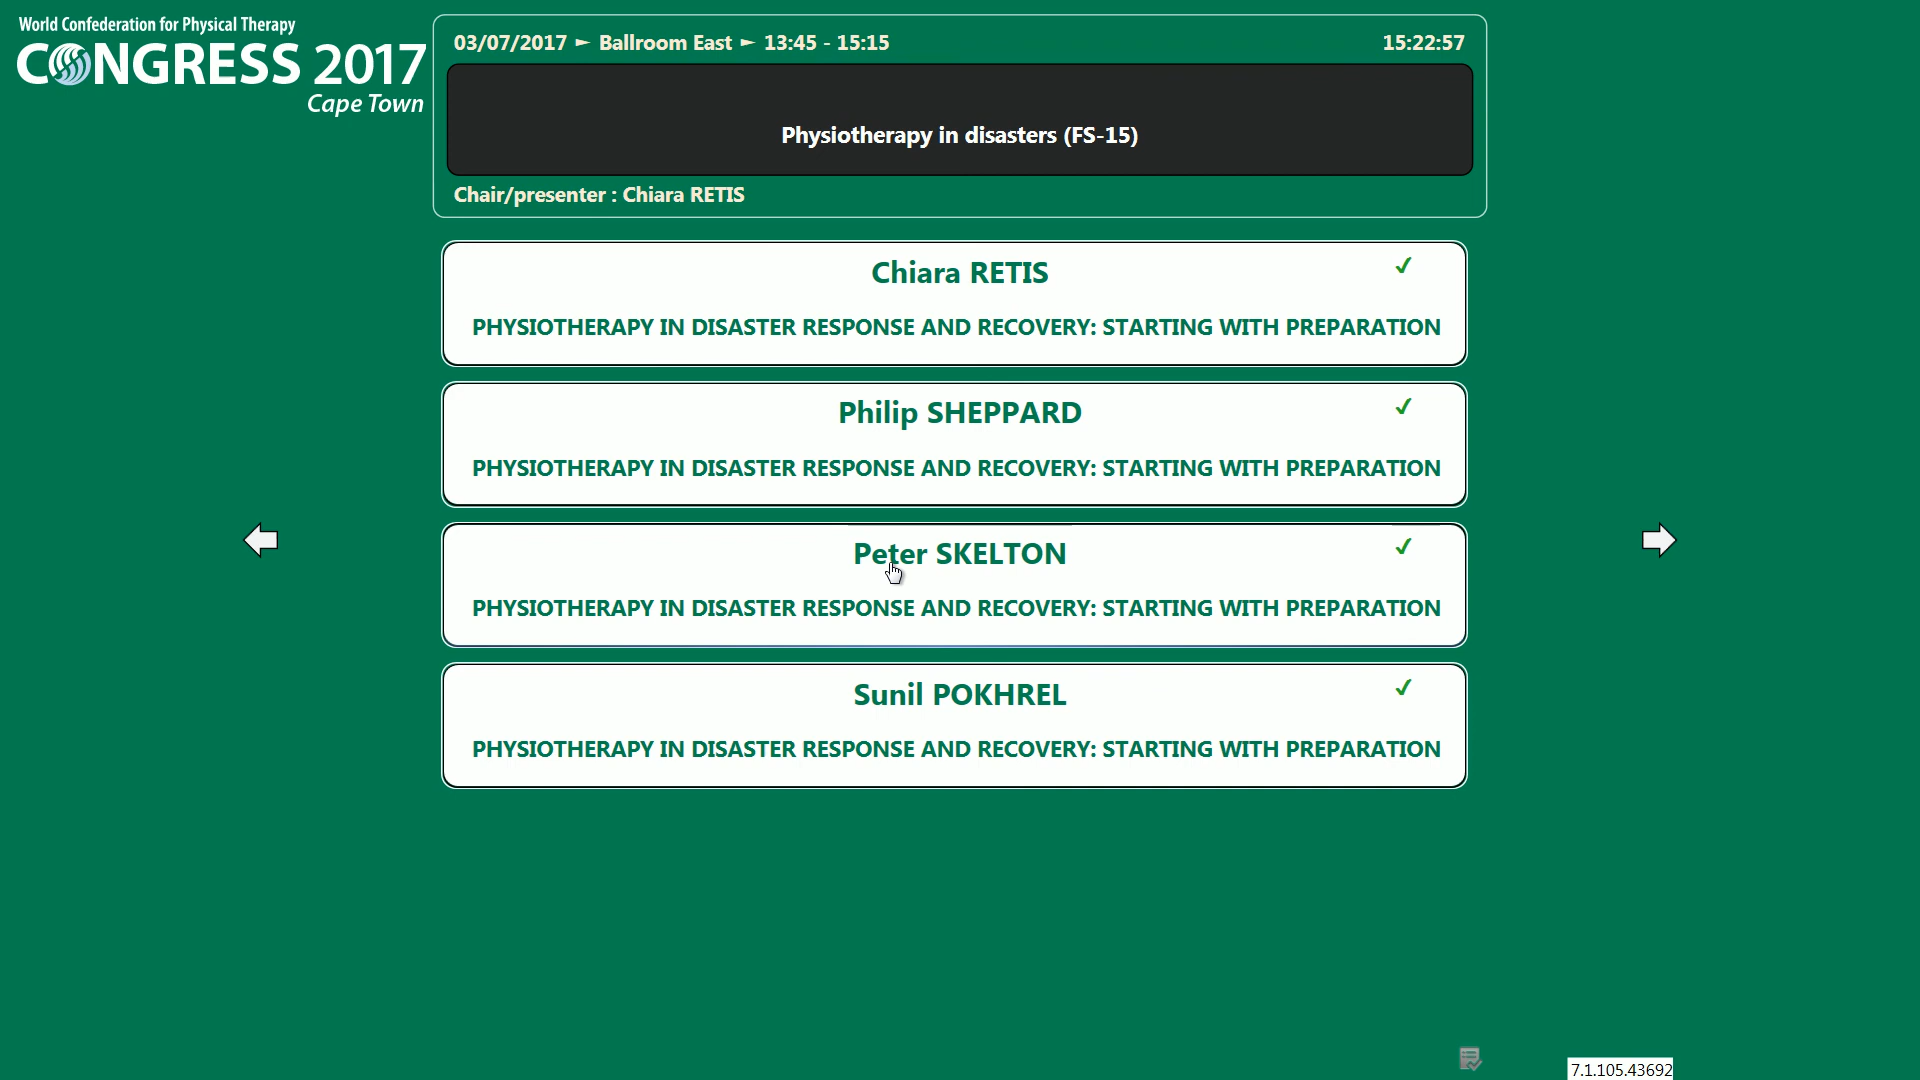 World Confederation for Physical Therapy
CONGRESS 2017
Cape Town
03/07/2017 ► Ballroom East ► 13:45 - 15:15
15:22:57
Physiotherapy in disasters (FS-15)
Chair/presenter : Chiara RETIS
Chiara RETIS
PHYSIOTHERAPY IN DISASTER RESPONSE AND RECOVERY: STARTING WITH PREPARATION
Philip SHEPPARD
PHYSIOTHERAPY IN DISASTER RESPONSE AND RECOVERY: STARTING WITH PREPARATION
Peter SKELTON
PHYSIOTHERAPY IN DISASTER RESPONSE AND RECOVERY: STARTING WITH PREPARATION
Sunil POKHREL
PHYSIOTHERAPY IN DISASTER RESPONSE AND RECOVERY: STARTING WITH PREPARATION
7.1.105.43692